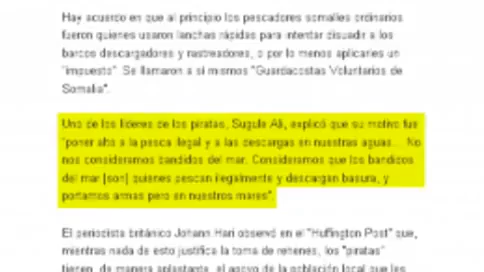 Hay acuerdo en que al principio los pescadores somalíes ordinarios
fueron quienes usaron lanchas rápidas para intentar disuadir a los
barcos descargadores y rastreadores, o por lo menos aplicarles un
"impuesto". Se llamaron a sí mismos "Guardacostas Voluntarios de
Somalia".
Uno de los líderes de los piratas, Sugule Ali, explicó que su motivo fue
"poner alto a la pesca ilegal y a las descargas en nuestras aguas... No
nos consideramos bandidos del mar. Consideramos que los bandidos
del mar [son] quienes pescan ilegalmente y descargan basura, y
portamos armas pero en nuestros mares".
El periodista británico Johann Hari observó en el "Huffington Post" que,
mientras nada de esto justifica la toma de rehenes, los "piratas"
tienen, de manera aplastante, el apoyo de la población local que les